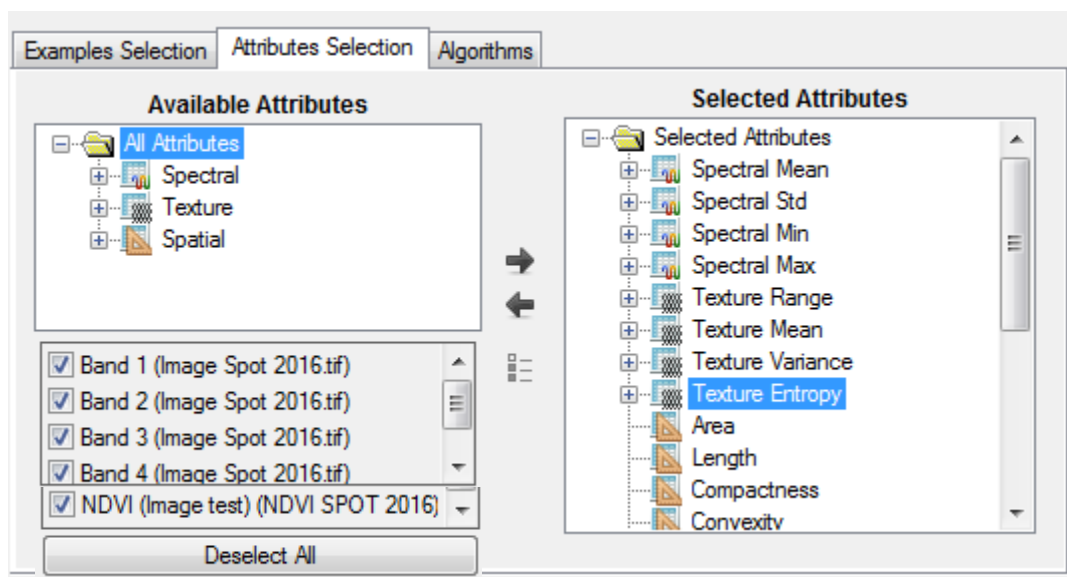 Examples Selection Attributes Selection Algorithms
Available Attributes
All Attributes
Spectral
Texture
Spatial
Band 1 (Image Spot 2016.tif)
Band 2 (Image Spot 2016.tif)
Band 3 (Image Spot 2016.tif)
Band 4 (Image Spot 2016.tif)
NDVI (Image test) (NDVI SPOT 2016)
Deselect All
Selected Attributes
Selected Attributes
Spectral Mean
Spectral Std
Spectral Min
Spectral Max
Texture Range
Texture Mean
Texture Variance
Texture Entropy
Area
Length
Compactness
Convexity